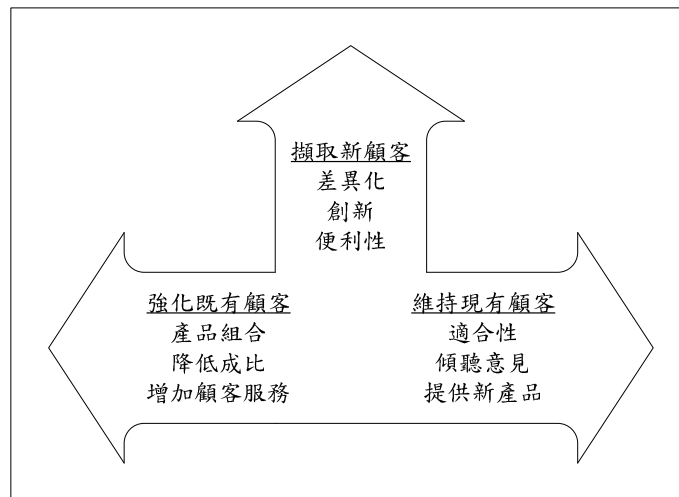 擷取新顧客
差異化
創新
便利性
強化既有顧客
產品組合
降低成比
增加顧客服務
維持現有顧客
適合性
傾聽意見
提供新產品